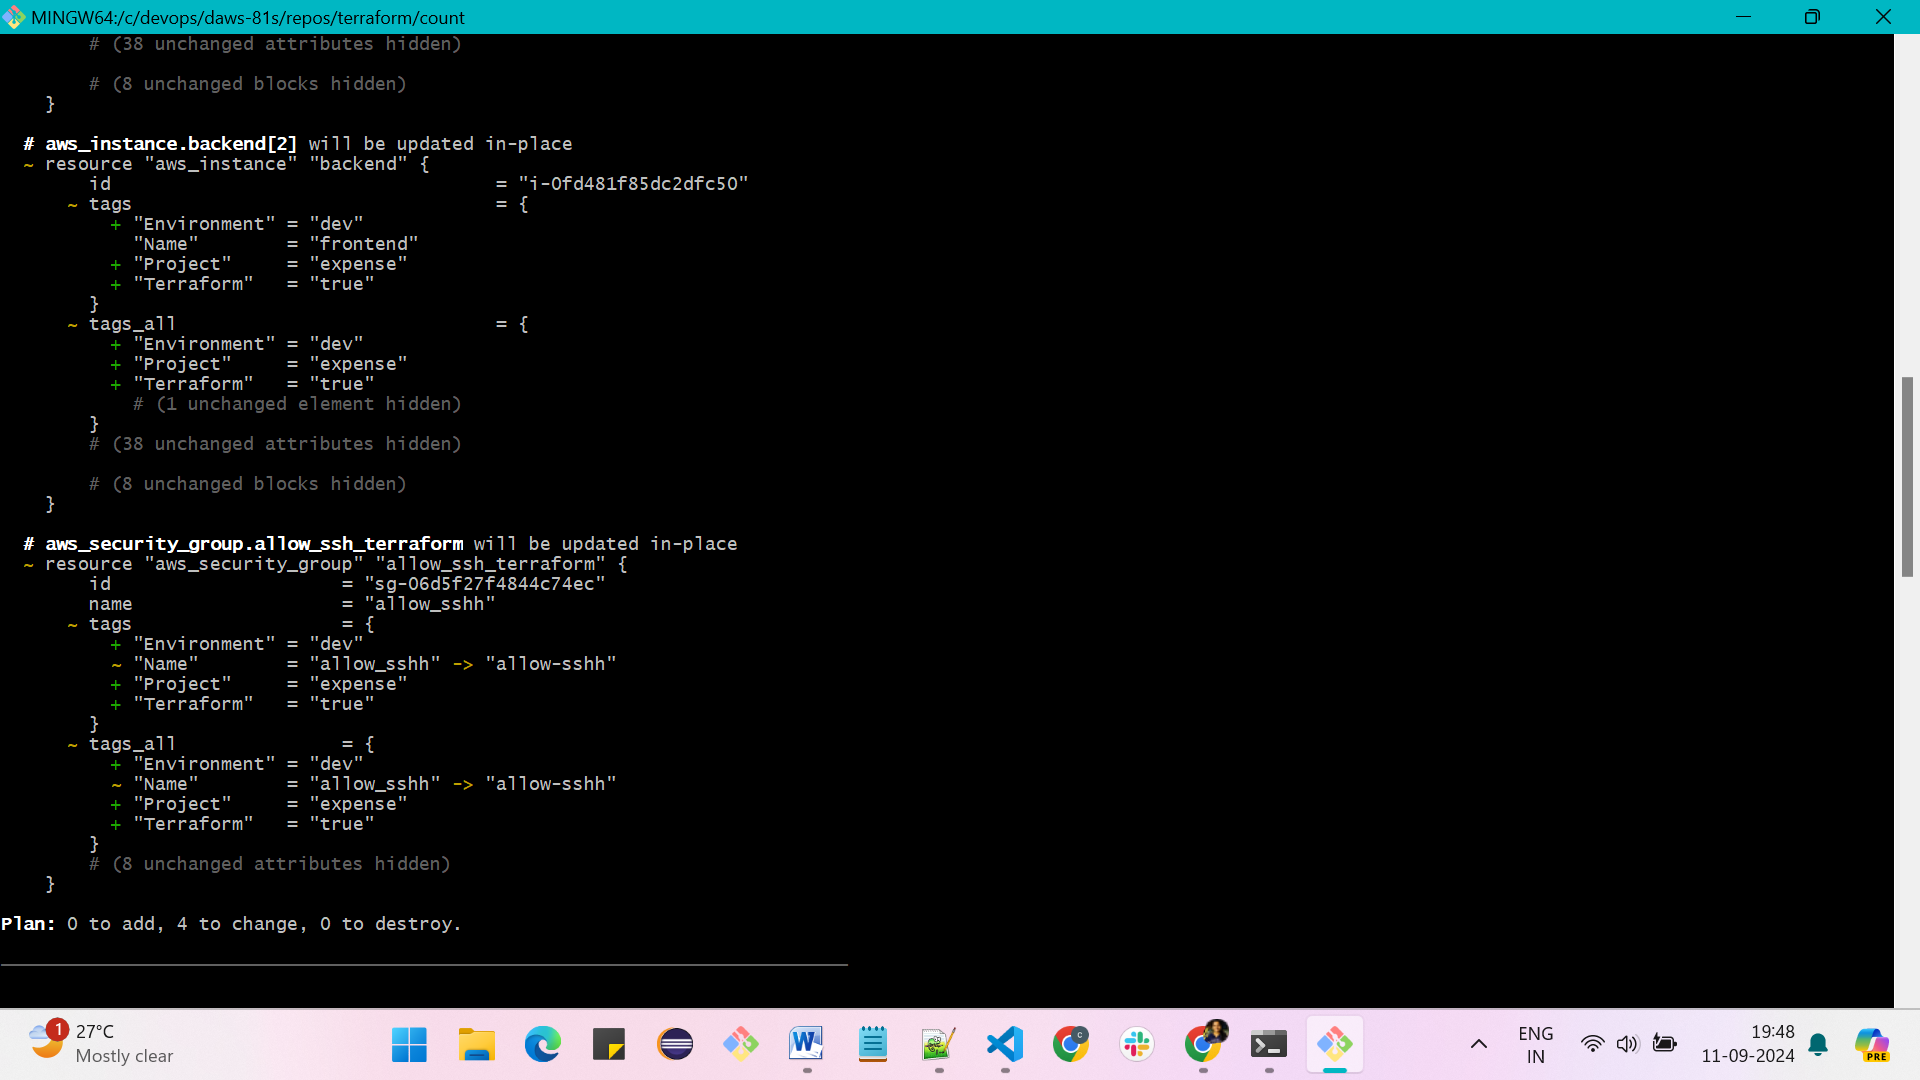 MINGW64:/c/devops/daws-81s/repos/terraform/count
# (38 unchanged attributes hidden)
# (8 unchanged blocks hidden)
}
# aws_instance.backend[2] will be updated in-place
~ resource "aws_instance" "backend" {
id = "i-0fd481f85dc2dfc50"
~ tags = {
+ "Environment" = "dev"
"Name" = "frontend"
+ "Project" = "expense"
+ "Terraform" = "true"
}
~ tags_all = {
+ "Environment" = "dev"
+ "Project" = "expense"
+ "Terraform" = "true"
# (1 unchanged element hidden)
}
# (38 unchanged attributes hidden)
# (8 unchanged blocks hidden)
}
# aws_security_group.allow_ssh_terraform will be updated in-place
~ resource "aws_security_group" "allow_ssh_terraform" {
id = "sg-06d5f27f4844c74ec"
name = "allow_sshh"
~ tags = {
+ "Environment" = "dev"
~ "Name" = "allow_sshh" -> "allow-sshh"
+ "Project" = "expense"
+ "Terraform" = "true"
}
~ tags_all = {
+ "Environment" = "dev"
~ "Name" = "allow_sshh" -> "allow-sshh"
+ "Project" = "expense"
+ "Terraform" = "true"
}
# (8 unchanged attributes hidden)
}
Plan: 0 to add, 4 to change, 0 to destroy.
1
27°C
Mostly clear
W
C
ENG
IN
19:48
11-09-2024
PRE